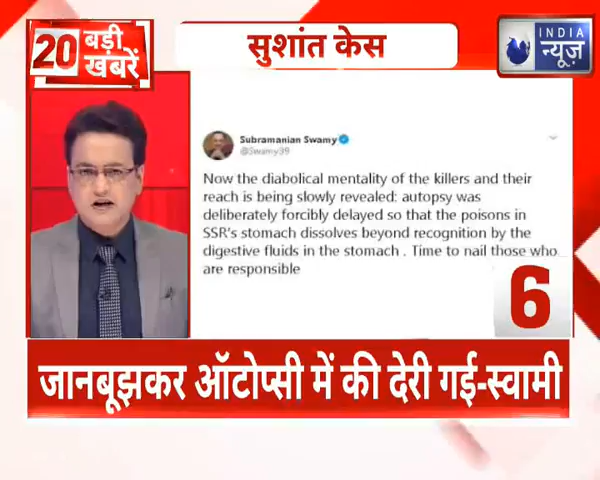 20 बड़ी
खबरें
सुशांत केस
INDIA
न्यूज़
Subramanian Swamy
@Swamy39
Now the diabolical mentality of the killers and their
reach is being slowly revealed: autopsy was
deliberately forcibly delayed so that the poisons in
SSR's stomach dissolves beyond recognition by the
digestive fluids in the stomach . Time to nail those who
are responsible
6
जानबूझकर ऑटोप्सी में की देरी गई-स्वामी